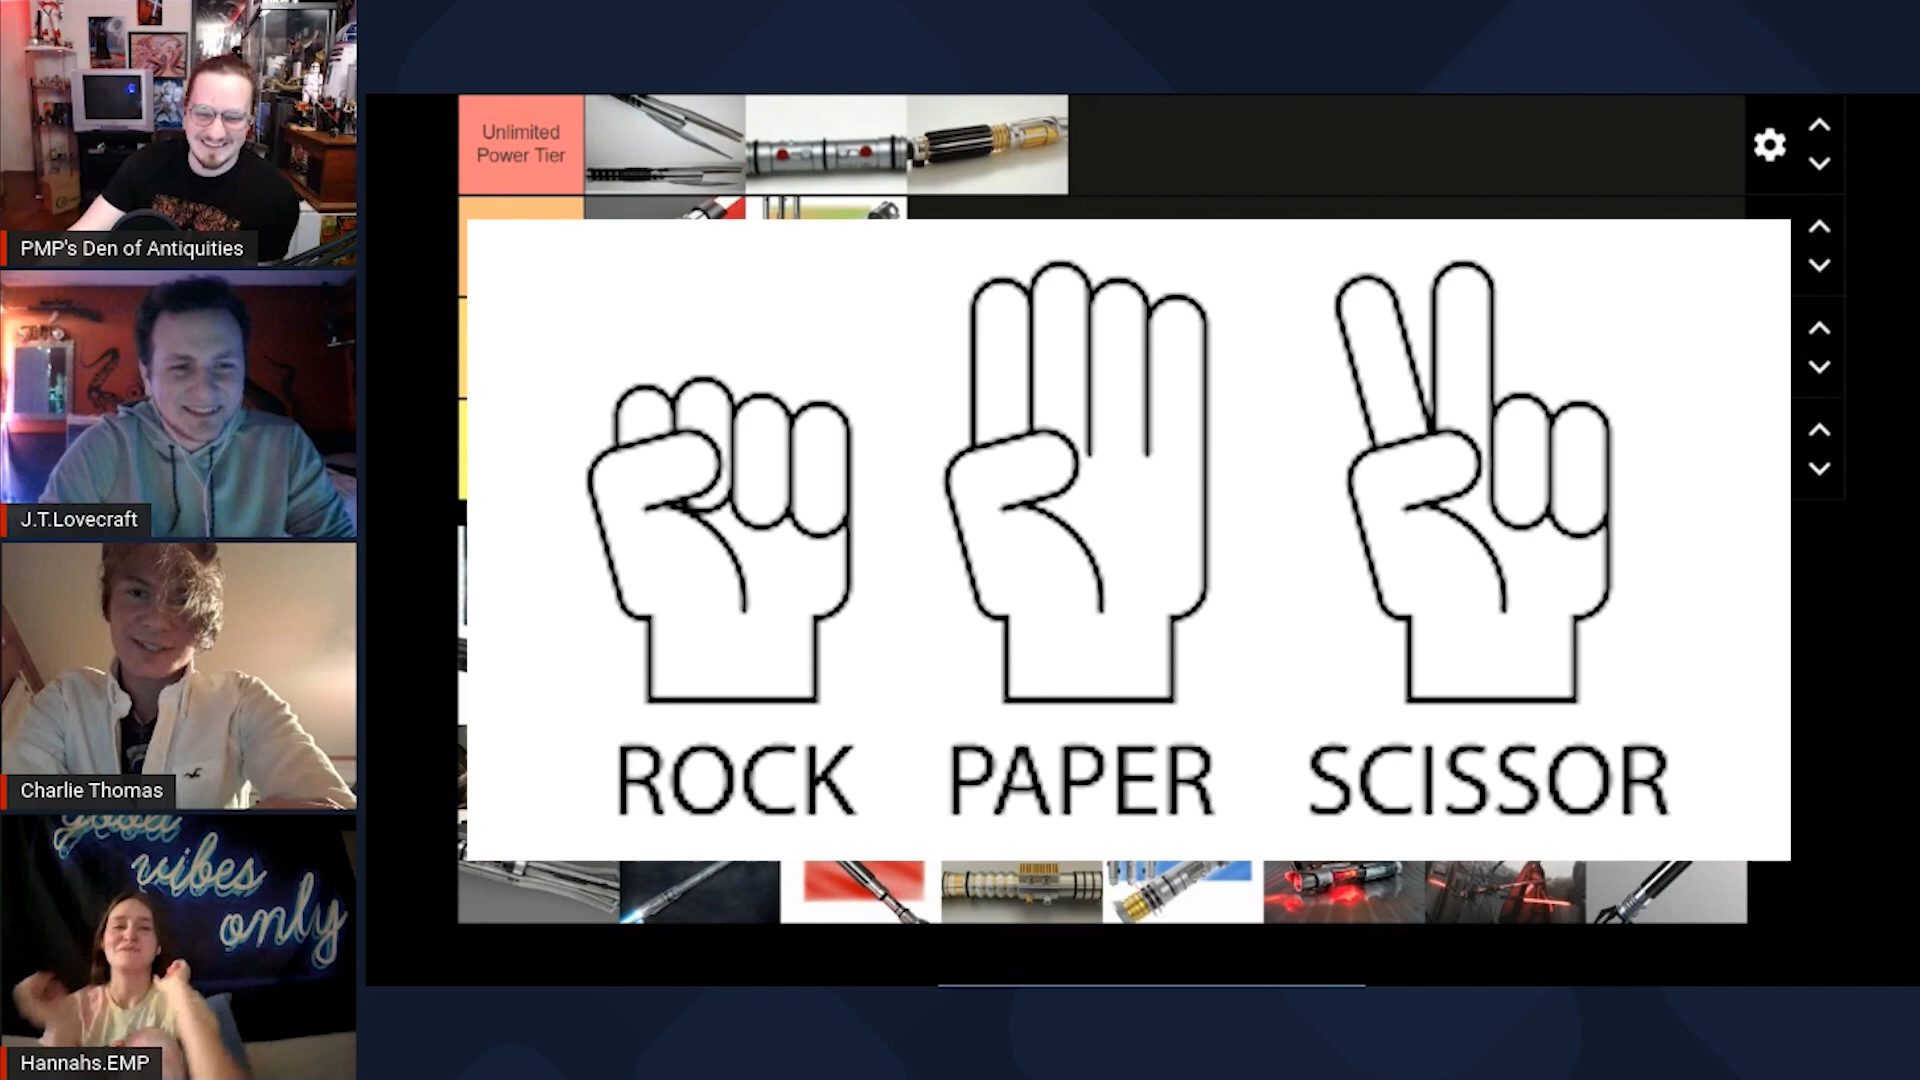 PMP's Den of Antiquities
J.T.Lovecraft
Charlie Thomas
good
vibes
only
Hannahs.EMP
Unlimited
Power Tier
ROCK
PAPER
SCISSOR